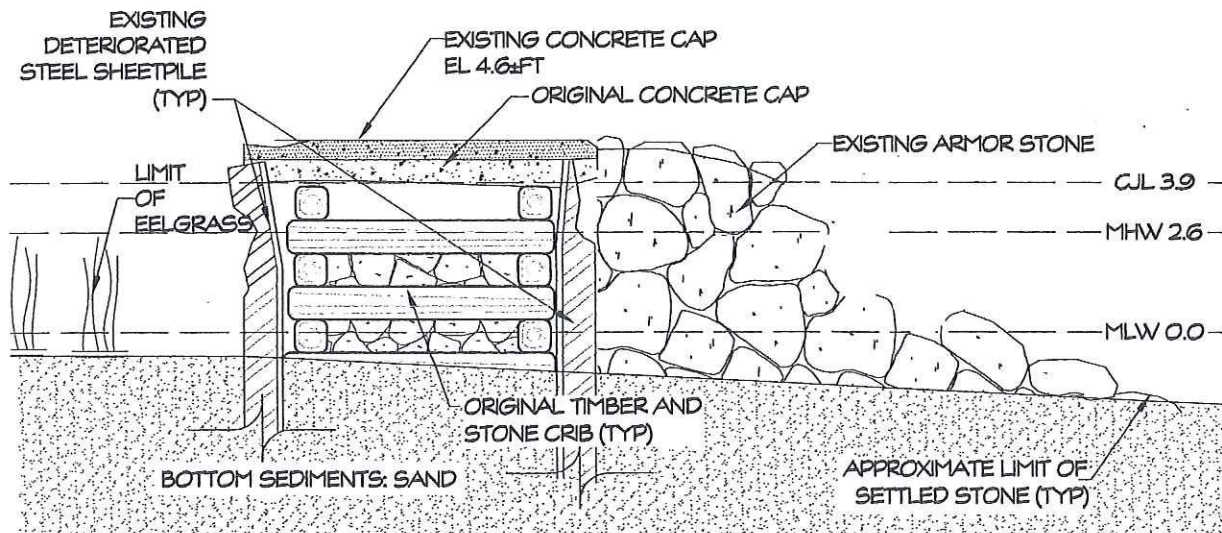 EXISTING
DETERIORATED
STEEL SHEETPILE
(TYP)
EXISTING CONCRETE CAP
EL 4.6±FT
ORIGINAL CONCRETE CAP
EXISTING ARMOR STONE
LIMIT
OF
EELGRASS
CJL 3.9
MHW 2.6
MLW 0.0
ORIGINAL TIMBER AND
STONE CRIB (TYP)
BOTTOM SEDIMENTS: SAND
APPROXIMATE LIMIT OF
SETTLED STONE (TYP)